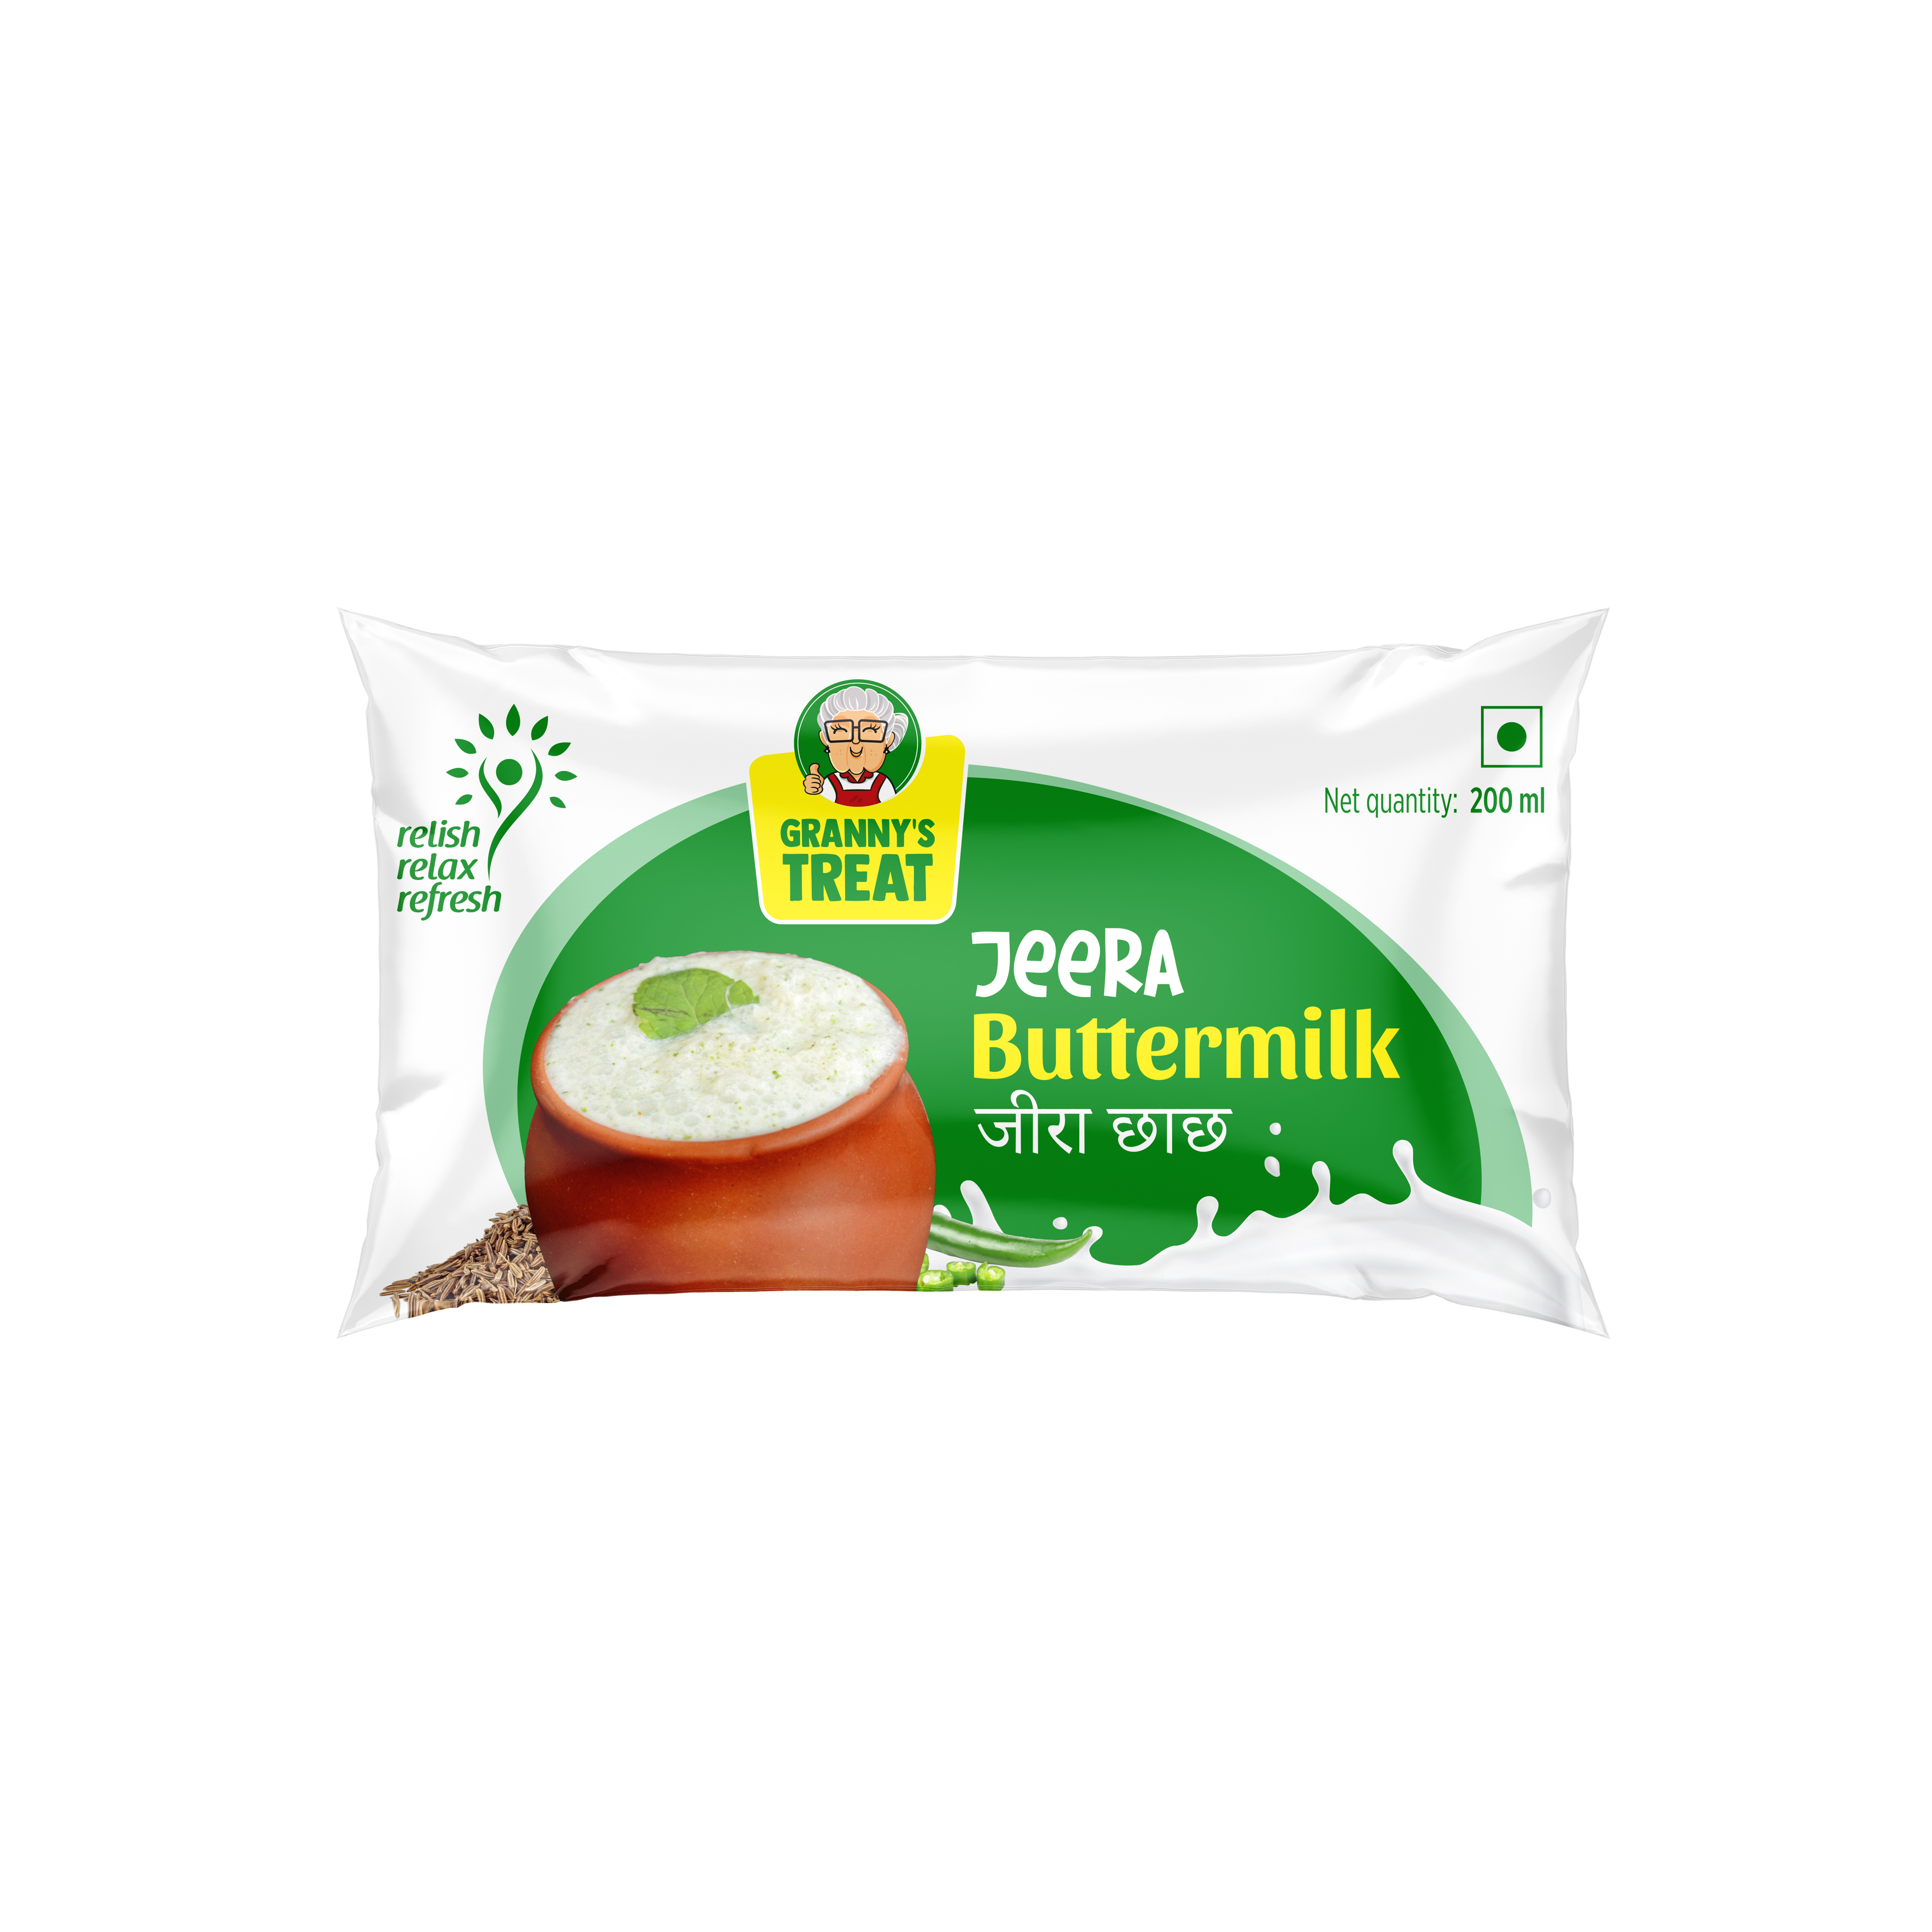 relish
relax
refresh
GRANNY'S
TREAT
Net quantity: 200 ml
JeeRA
Buttermilk
जीरा छाछ